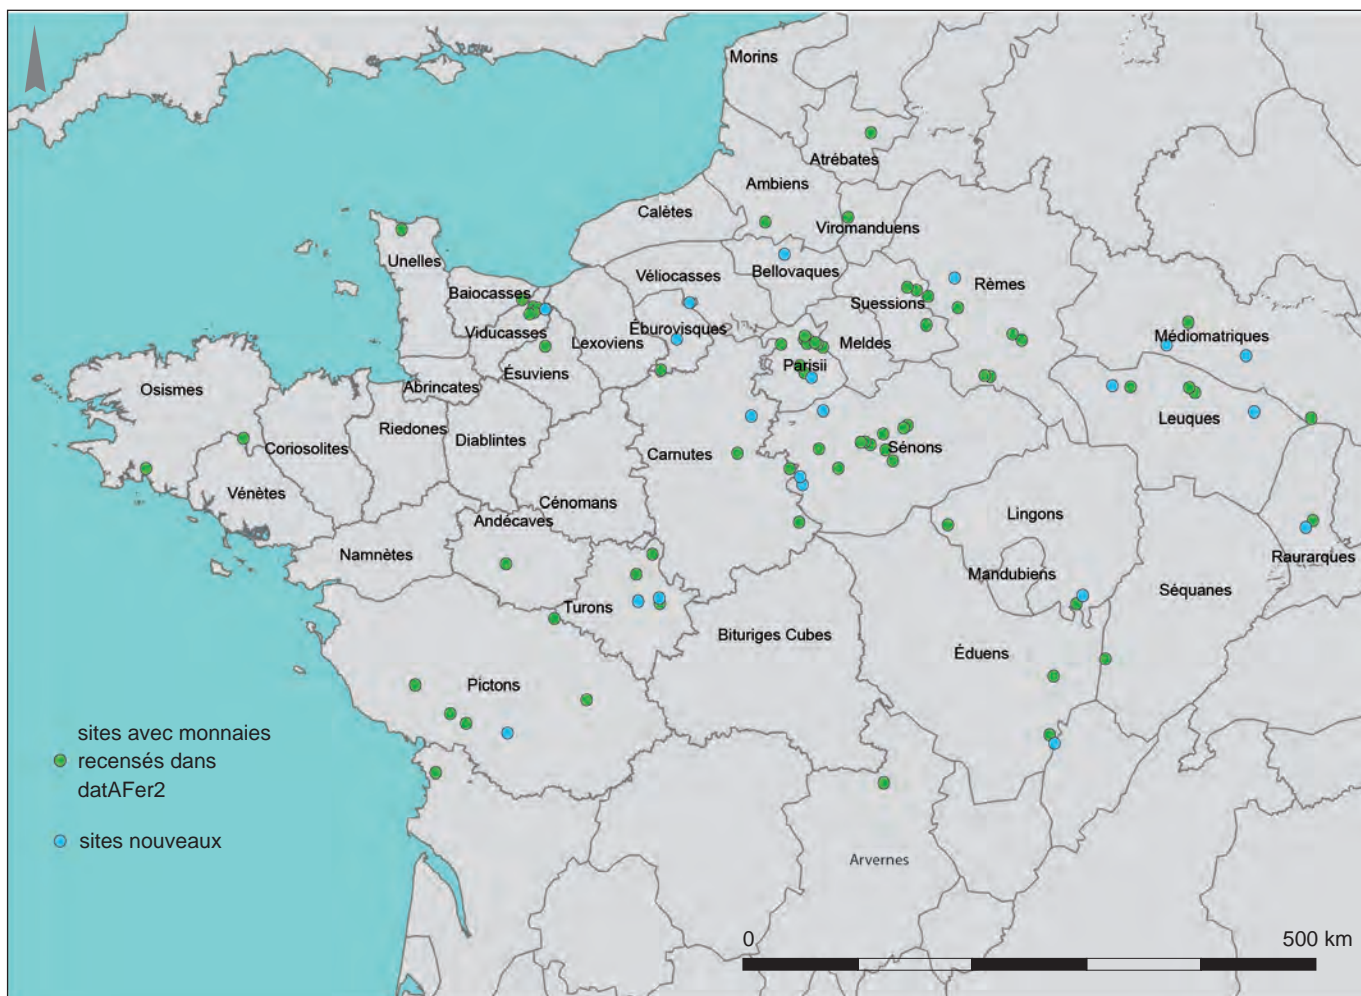 Morins
Atrébates
Ambiens
Calètes
Viromanduens
Unelles
Véliocasses
Bellovaques
Rèmes
Baiocasses
Suessions
Viducasses
Éburovisques
Médiomatriques
Lexoviens
Meldes
Parisii
Ésuviens
Abrincates
Osismes
Leuques
Riedones
Diablintes
Coriosolites
Sénons
Carnutes
Vénètes
Cénomans
Lingons
Andécaves
Namnètes
Raurarques
Mandubiens
Séquanes
Turons
Bituriges Cubes
Éduens
Pictons
Arvernes
sites avec monnaies
recensés dans
datAFer2
sites nouveaux
0
500 km